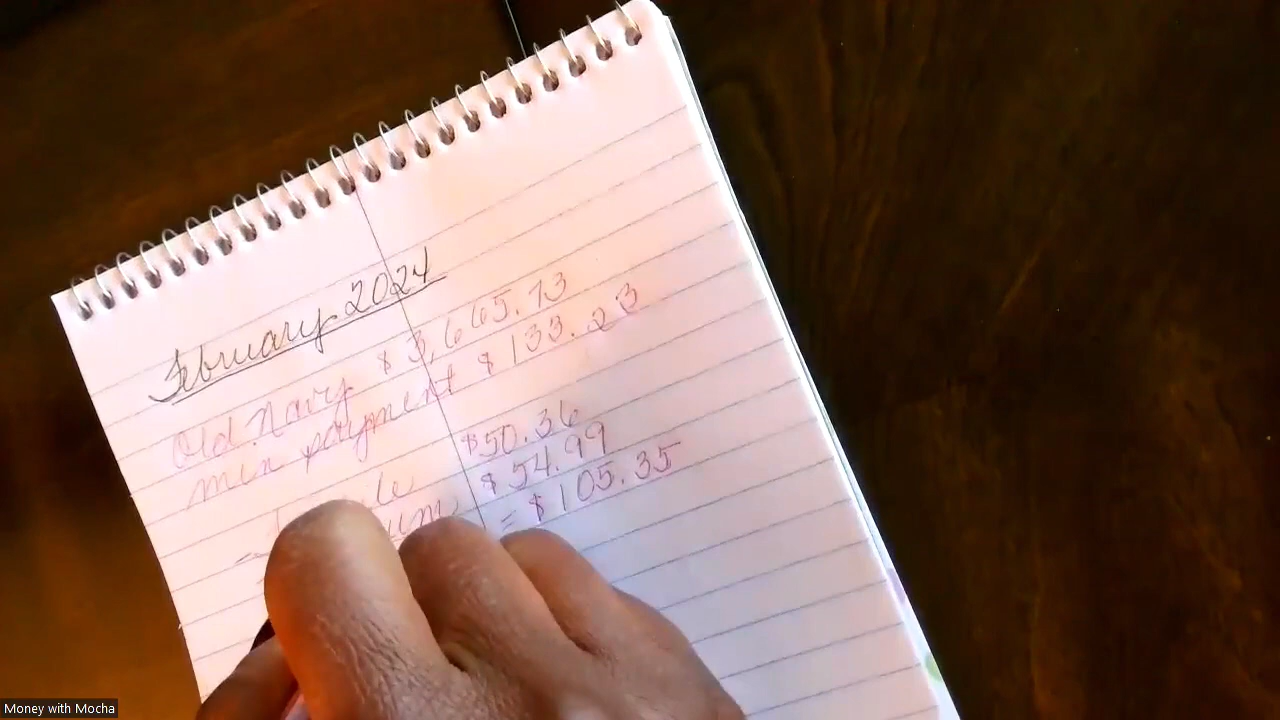 February 2024
Old Navy $3,665.73
min payment $133.23
$50.36
$54.99
= $105.35
Money with Mocha